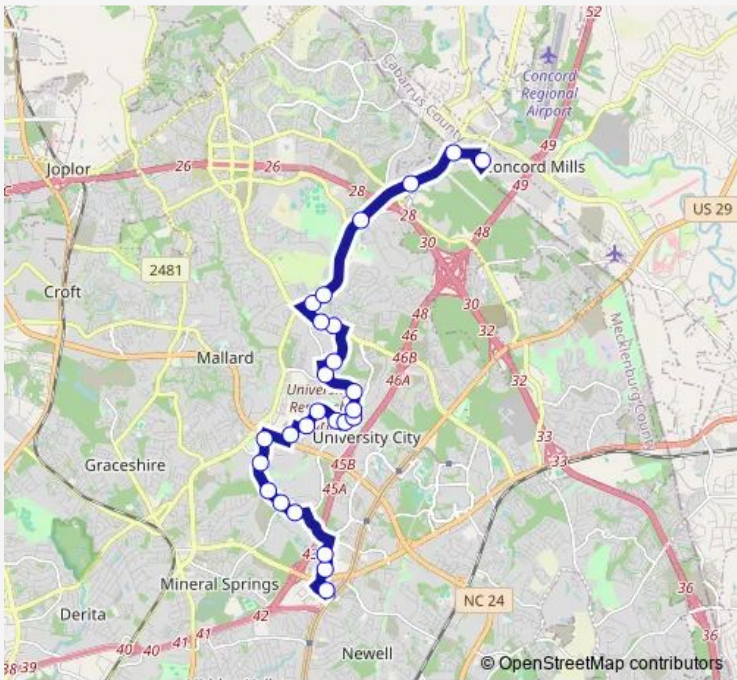 52
Cabarrus County
Concord
Regional
Airport
49
Joplor
26
26
Concord Mills
28
49
28
US 29
30
48
2481
30
Croft
48
32
46
Mecklenburg County
Mallard
46B
32
46A
University
University City
33
Graceshire
45B
33
45A
Mineral Springs
NC 24
36
42
Derita
41
40
41
36
40
38
39
Newell
© OpenStreetMap contributors